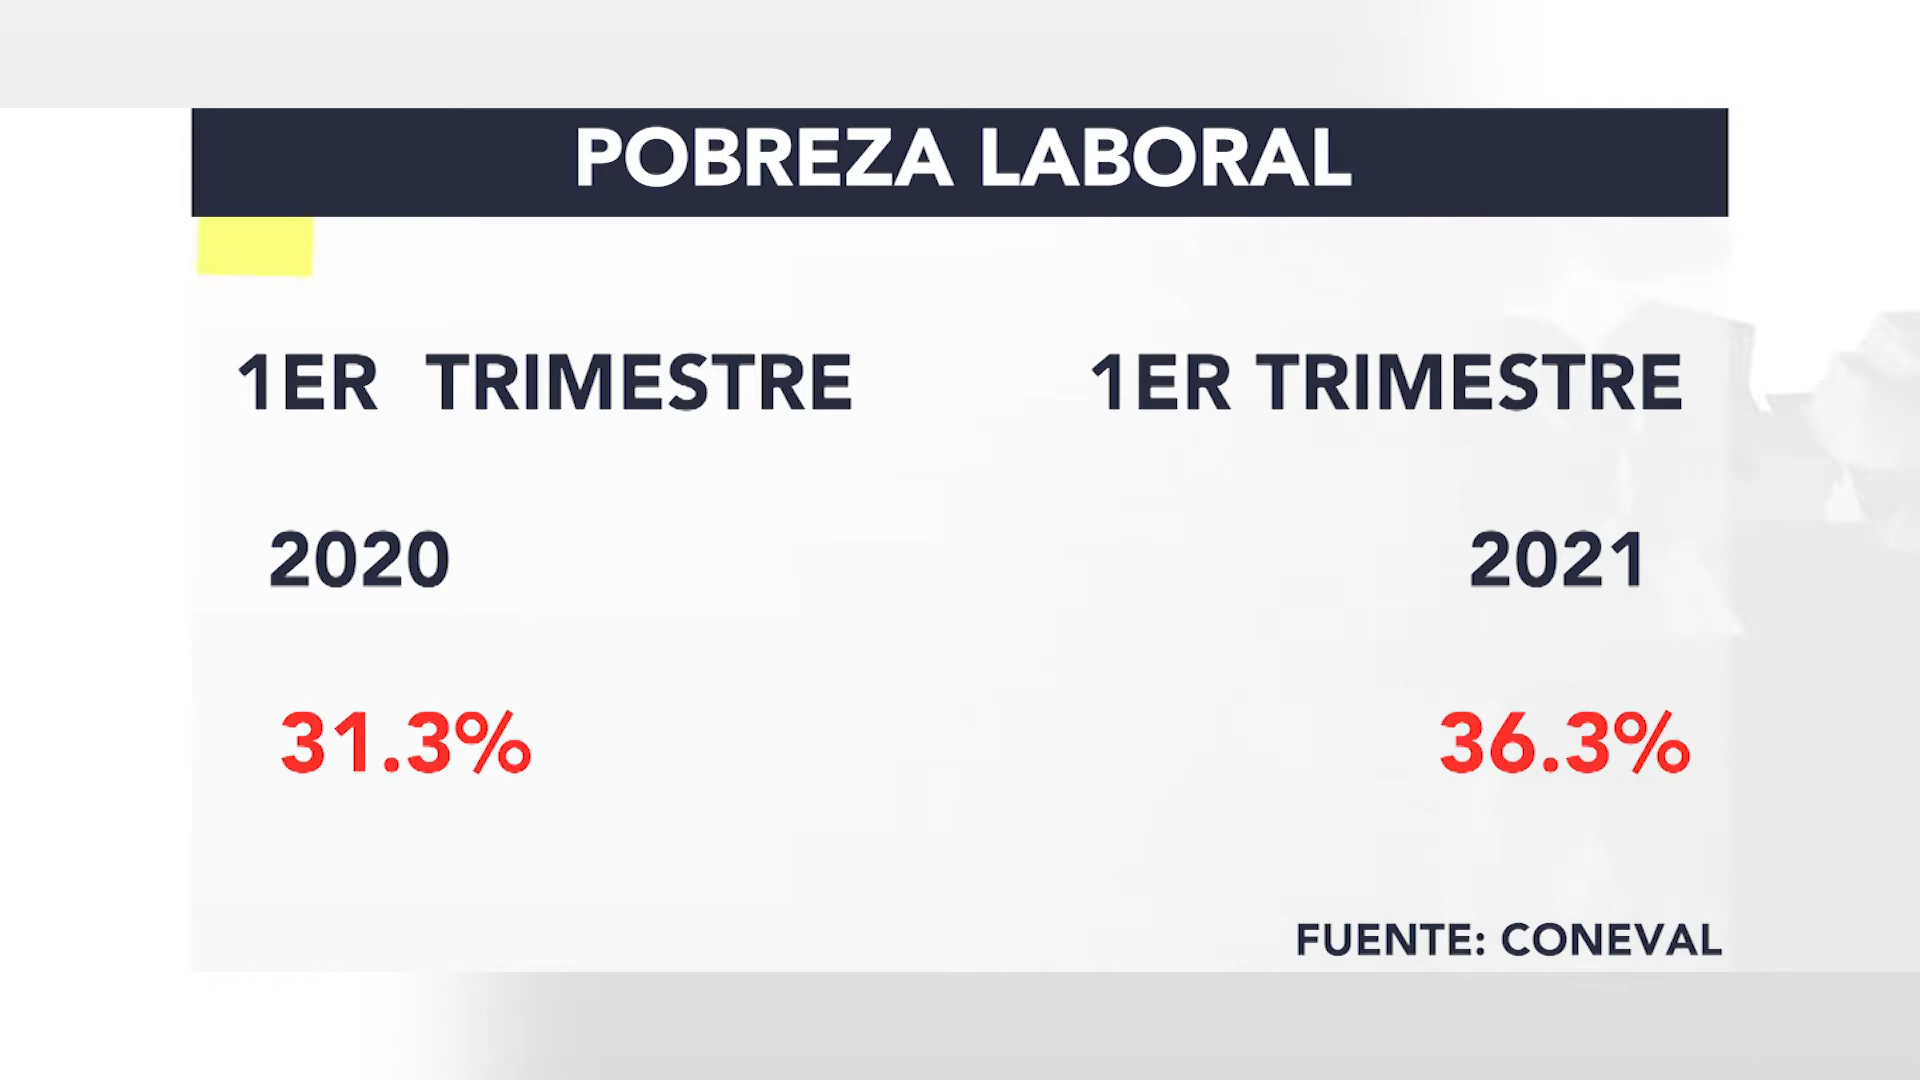 POBREZA LABORAL
1ER TRIMESTRE 1ER TRIMESTRE
2020 2021
31.3% 36.3%
FUENTE: CONEVAL